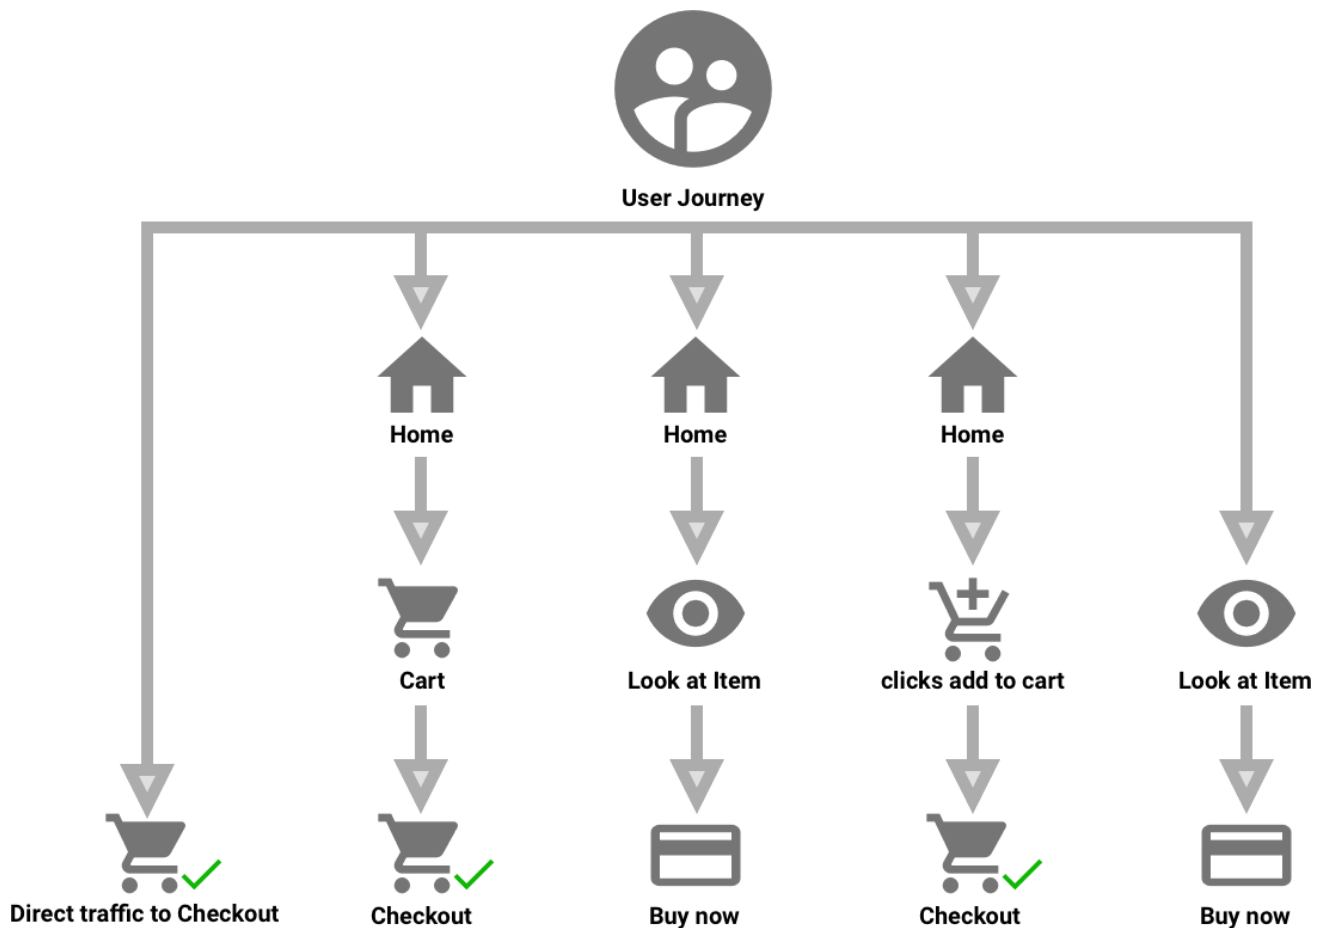 User Journey
Home
Home
Home
Cart
Look at Item
clicks add to cart
Look at Item
Direct traffic to Checkout
Checkout
Buy now
Checkout
Buy now